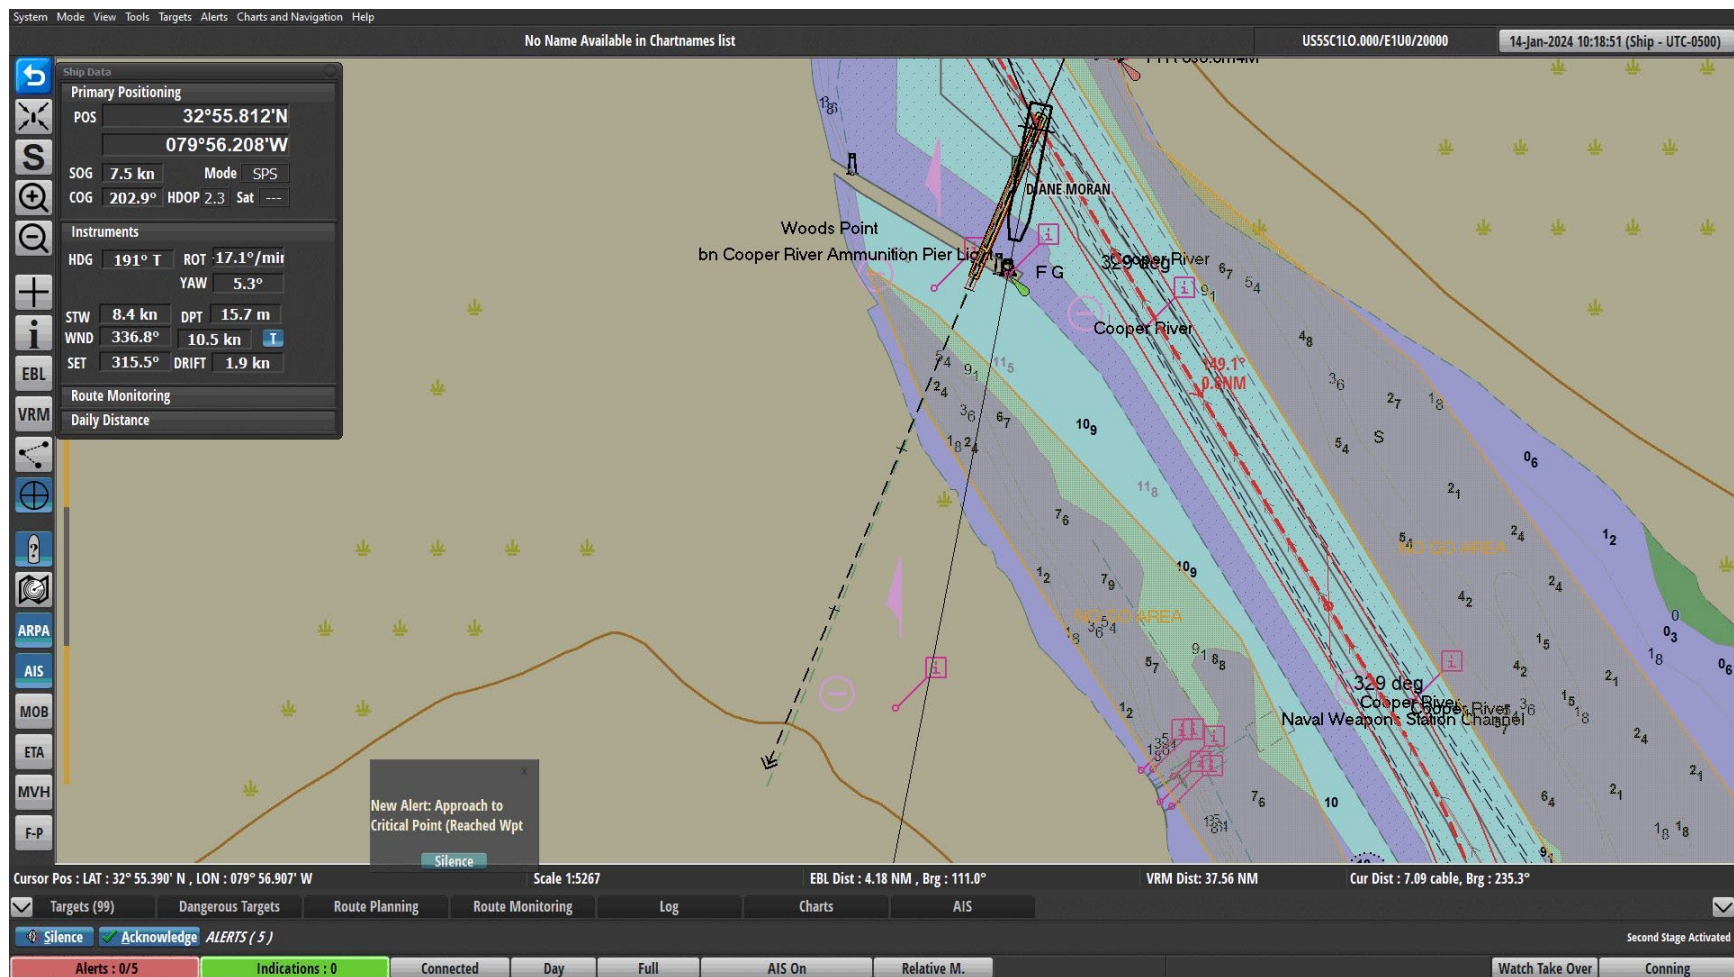 System Mode View Tools Targets Alerts Charts and Navigation Help
No Name Available in Chartnames list
US5SC1LO.000/E1U0/20000
14-Jan-2024 10:18:51 (Ship - UTC-0500)
Ship Data
Primary Positioning
POS 32°55.812'N
079°56.208'W
SOG 7.5 kn Mode SPS
COG 202.9° HDOP 2.3 Sat ---
Instruments
HDG 191° T ROT -17.1°/min
YAW 5.3°
STW 8.4 kn DPT 15.7 m
WND 336.8° 10.5 kn T
SET 315.5° DRIFT 1.9 kn
Route Monitoring
Daily Distance
S
EBL
VRM
ARPA
AIS
MOB
ETA
MVH
F-P
DIANE MORAN
Woods Point
bn Cooper River Ammunition Pier Light
F G
329 deg
Cooper River
Cooper River
149.1°
0.8NM
S
NO GO AREA
NO GO AREA
329 deg
Cooper River
Cooper River
Naval Weapons Station Channel
New Alert: Approach to
Critical Point (Reached Wpt
Silence
Cursor Pos : LAT : 32° 55.390' N , LON : 079° 56.907' W
Scale 1:5267
EBL Dist : 4.18 NM , Brg : 111.0°
VRM Dist: 37.56 NM
Cur Dist : 7.09 cable, Brg : 235.3°
Targets (99) Dangerous Targets Route Planning Route Monitoring Log Charts AIS
Silence Acknowledge ALERTS ( 5 )
Second Stage Activated
Alerts : 0/5 Indications : 0 Connected Day Full AIS On Relative M. Watch Take Over Conning